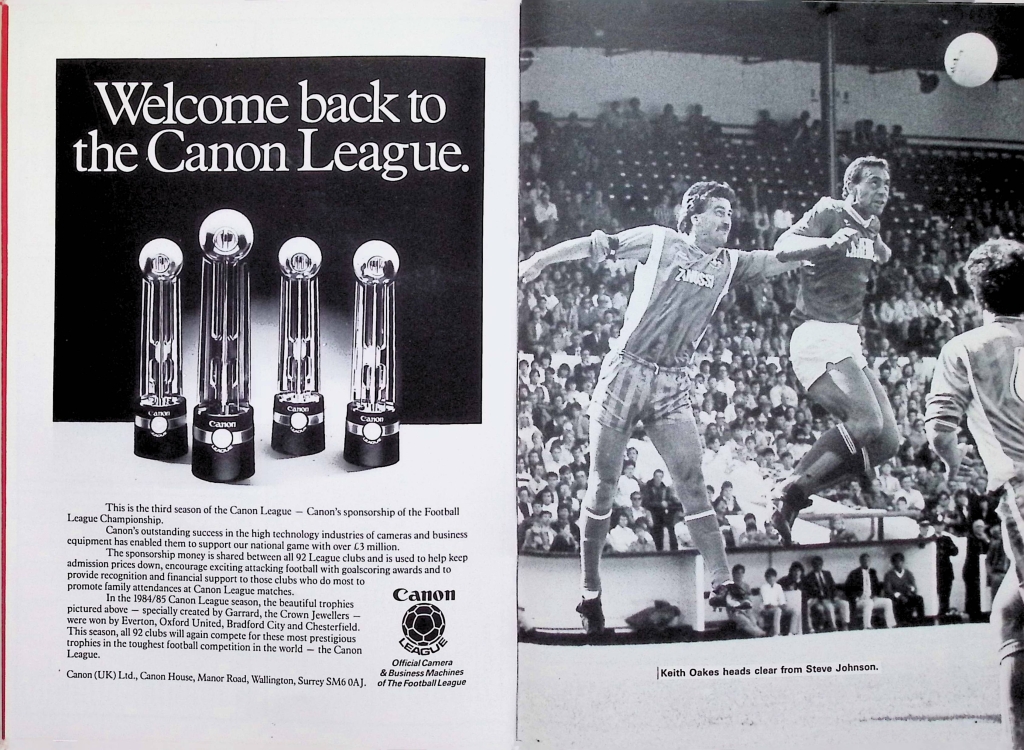 Welcome back to
the Canon League.
Canon
LEAGUE
Canon
LEAGUE
Canon
LEAGUE
Canon
LEAGUE
This is the third season of the Canon League — Canon's sponsorship of the Football
League Championship.
Canon's outstanding success in the high technology industries of cameras and business
equipment has enabled them to support our national game with over £3 million.
The sponsorship money is shared between all 92 League clubs and is used to help keep
admission prices down, encourage exciting attacking football with goalscoring awards and to
provide recognition and financial support to those clubs who do most to
promote family attendances at Canon League matches.
In the 1984/85 Canon League season, the beautiful trophies
pictured above — specially created by Garrard, the Crown Jewellers —
were won by Everton, Oxford United, Bradford City and Chesterfield.
This season, all 92 clubs will again compete for these most prestigious
trophies in the toughest football competition in the world — the Canon
League.
Canon (UK) Ltd., Canon House, Manor Road, Wallington, Surrey SM6 0AJ.
Canon
LEAGUE
Official Camera
& Business Machines
of The Football League
ZANUSSI
Keith Oakes heads clear from Steve Johnson.